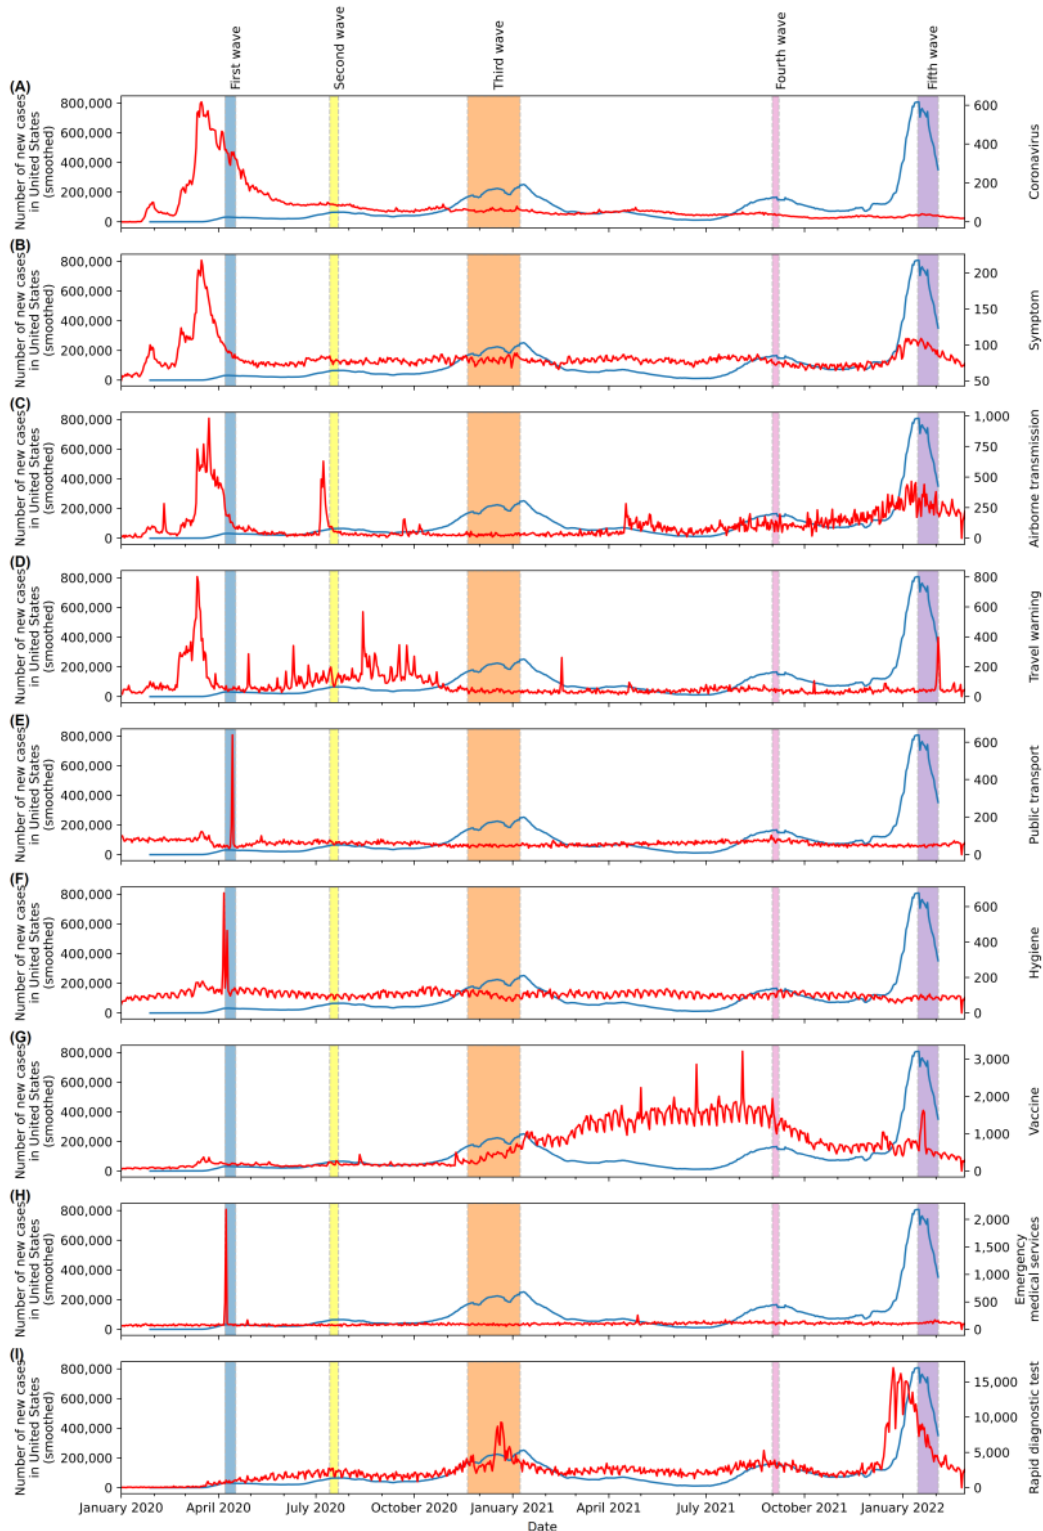 First wave
Second wave
Third wave
Fourth wave
Fifth wave
(A)
Number of new cases
in United States
(smoothed)
800,000
600,000
400,000
200,000
0
600
400
200
0
Coronavirus
(B)
Number of new cases
in United States
(smoothed)
800,000
600,000
400,000
200,000
0
200
150
100
50
Symptom
(C)
Number of new cases
in United States
(smoothed)
800,000
600,000
400,000
200,000
0
1,000
750
500
250
0
Airborne transmission
(D)
Number of new cases
in United States
(smoothed)
800,000
600,000
400,000
200,000
0
800
600
400
200
0
Travel warning
(E)
Number of new cases
in United States
(smoothed)
800,000
600,000
400,000
200,000
0
600
400
200
0
Public transport
(F)
Number of new cases
in United States
(smoothed)
800,000
600,000
400,000
200,000
0
600
400
200
0
Hygiene
(G)
Number of new cases
in United States
(smoothed)
800,000
600,000
400,000
200,000
0
3,000
2,000
1,000
0
Vaccine
(H)
Number of new cases
in United States
(smoothed)
800,000
600,000
400,000
200,000
0
2,000
1,500
1,000
500
0
Emergency
medical services
(I)
Number of new cases
in United States
(smoothed)
800,000
600,000
400,000
200,000
0
15,000
10,000
5,000
0
Rapid diagnostic test
January 2020
April 2020
July 2020
October 2020
January 2021
April 2021
July 2021
October 2021
January 2022
Date